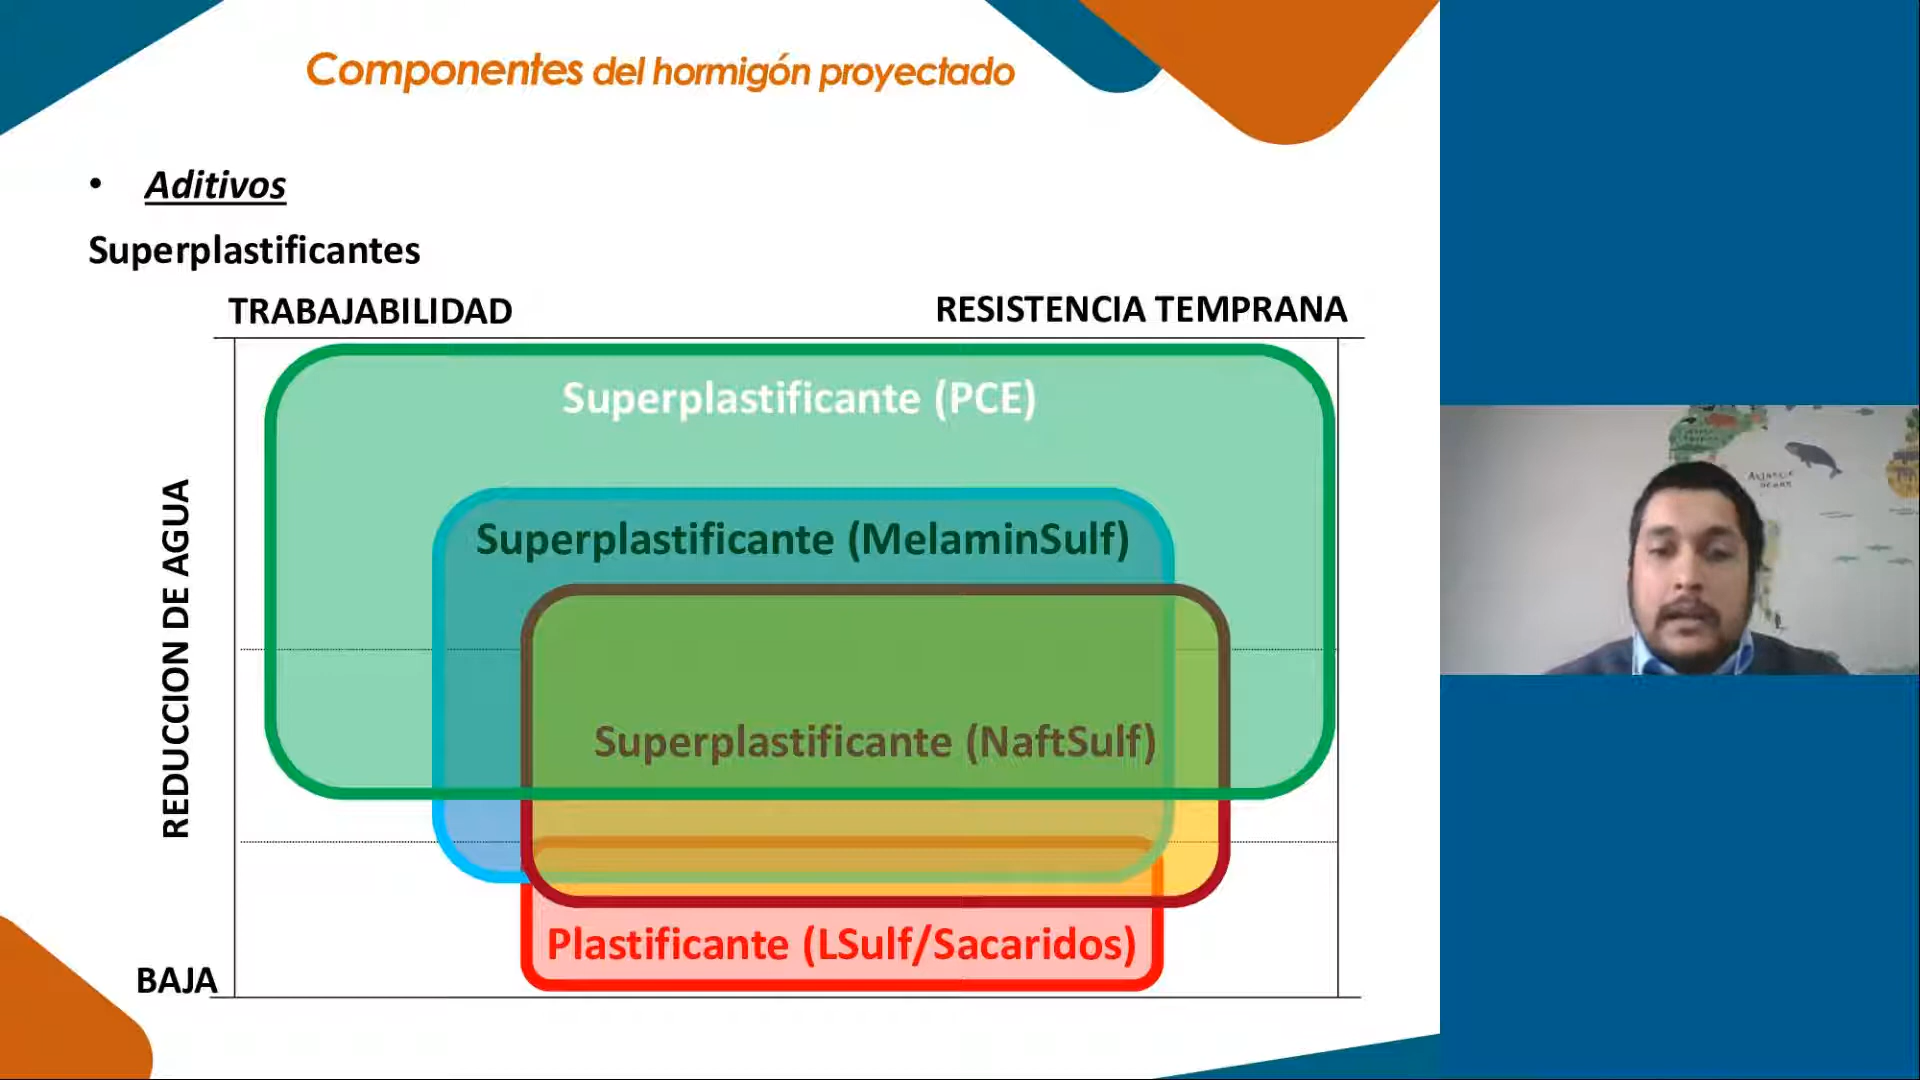 Componentes del hormigón proyectado
• Aditivos
Superplastificantes
TRABAJABILIDAD
RESISTENCIA TEMPRANA
REDUCCION DE AGUA
Superplastificante (PCE)
Superplastificante (MelaminSulf)
Superplastificante (NaftSulf)
Plastificante (LSulf/Sacaridos)
BAJA